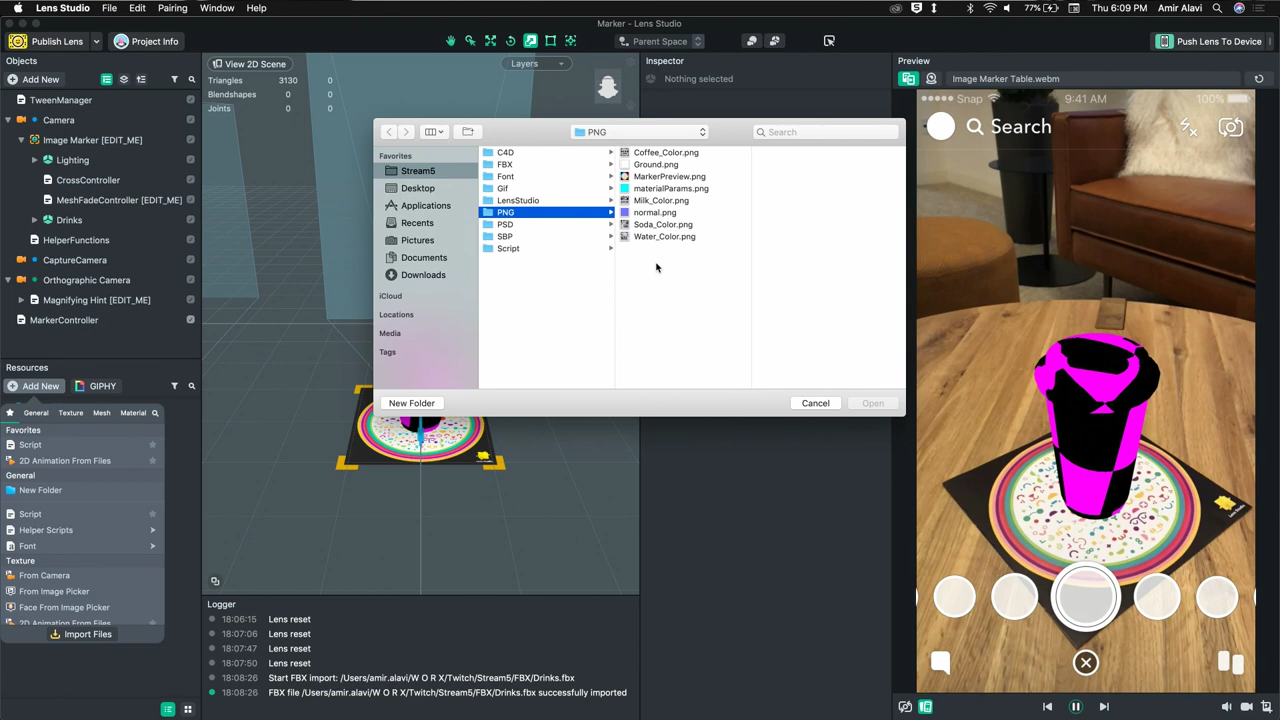 Lens Studio File Edit Pairing Window Help
77% Thu 6:09 PM Amir Alavi
Marker - Lens Studio
Publish Lens Project Info Parent Space Push Lens To Device
Objects
Add New
TweenManager
Camera
Image Marker [EDIT_ME]
Lighting
CrossController
MeshFadeController [EDIT_ME]
Drinks
HelperFunctions
CaptureCamera
Orthographic Camera
Magnifying Hint [EDIT_ME]
MarkerController
Resources
Add New GIPHY
General Texture Mesh Material
Favorites
Script
2D Animation From Files
General
New Folder
Script
Helper Scripts
Font
Texture
From Camera
From Image Picker
Face From Image Picker
2D Animation From Files
Import Files
View 2D Scene Layers
Triangles 3130 0
Blendshapes 0 0
Joints 0 0
PNG
Search
Favorites
Stream5
Desktop
Applications
Recents
Pictures
Documents
Downloads
iCloud
Locations
Media
Tags
C4D
FBX
Font
Gif
LensStudio
PNG
PSD
SBP
Script
Coffee_Color.png
Ground.png
MarkerPreview.png
materialParams.png
Milk_Color.png
normal.png
Soda_Color.png
Water_Color.png
New Folder Cancel Open
Logger
18:06:15 Lens reset
18:07:06 Lens reset
18:07:47 Lens reset
18:07:50 Lens reset
18:08:26 Start FBX import: /Users/amir.alavi/W O R X/Twitch/Stream5/FBX/Drinks.fbx
18:08:26 FBX file /Users/amir.alavi/W O R X/Twitch/Stream5/FBX/Drinks.fbx successfully imported
Inspector
Nothing selected
Preview
Image Marker Table.webm
Snap 9:41 AM 100%
Search